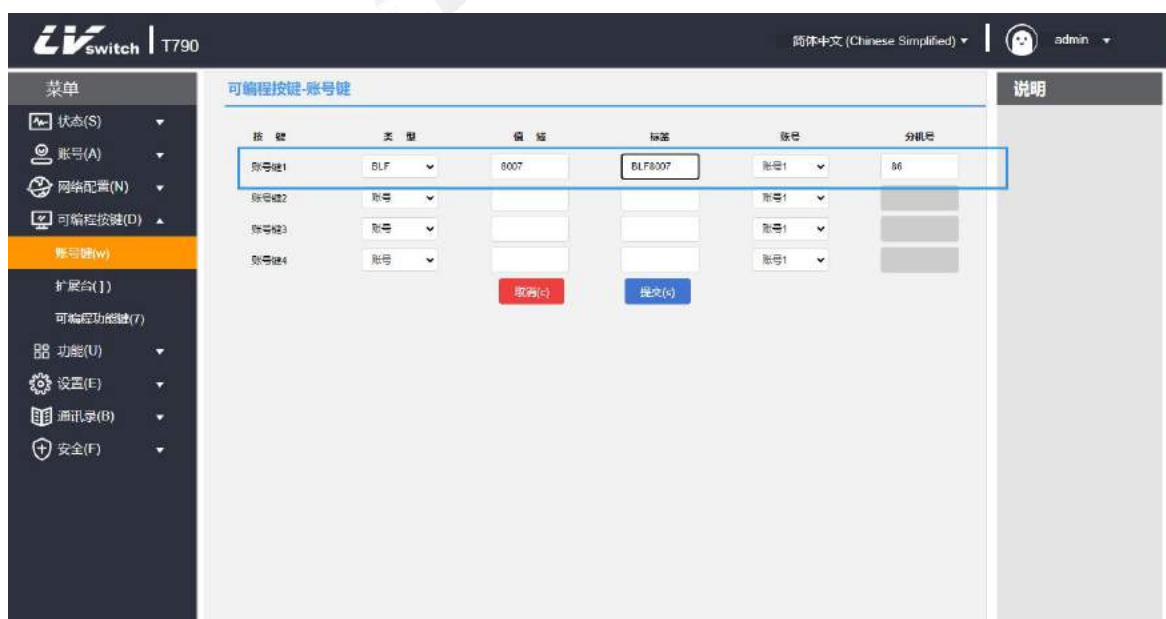 LVswitch T790
简体中文 (Chinese Simplified)
admin
菜单
状态(S)
账号(A)
网络配置(N)
可编程按键(D)
账号键(w)
扩展台(])
可编程功能键(7)
功能(U)
设置(E)
通讯录(B)
安全(F)
可编程按键-账号键
按 键 类 型 值 标签 账号 分机号
账号键1 BLF 8007 BLF8007 账号1 86
账号键2 账号 账号1
账号键3 账号 账号1
账号键4 账号 账号1
取消(c) 提交(s)
说明